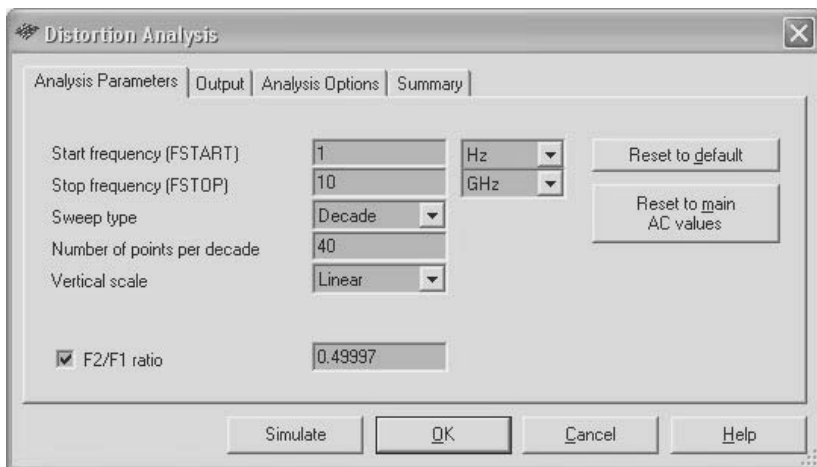 Distortion Analysis
Analysis Parameters Output Analysis Options Summary
Start frequency (FSTART) 1 Hz Reset to default
Stop frequency (FSTOP) 10 GHz
Reset to main
AC values
Sweep type Decade
Number of points per decade 40
Vertical scale Linear
F2/F1 ratio 0.49997
Simulate OK Cancel Help